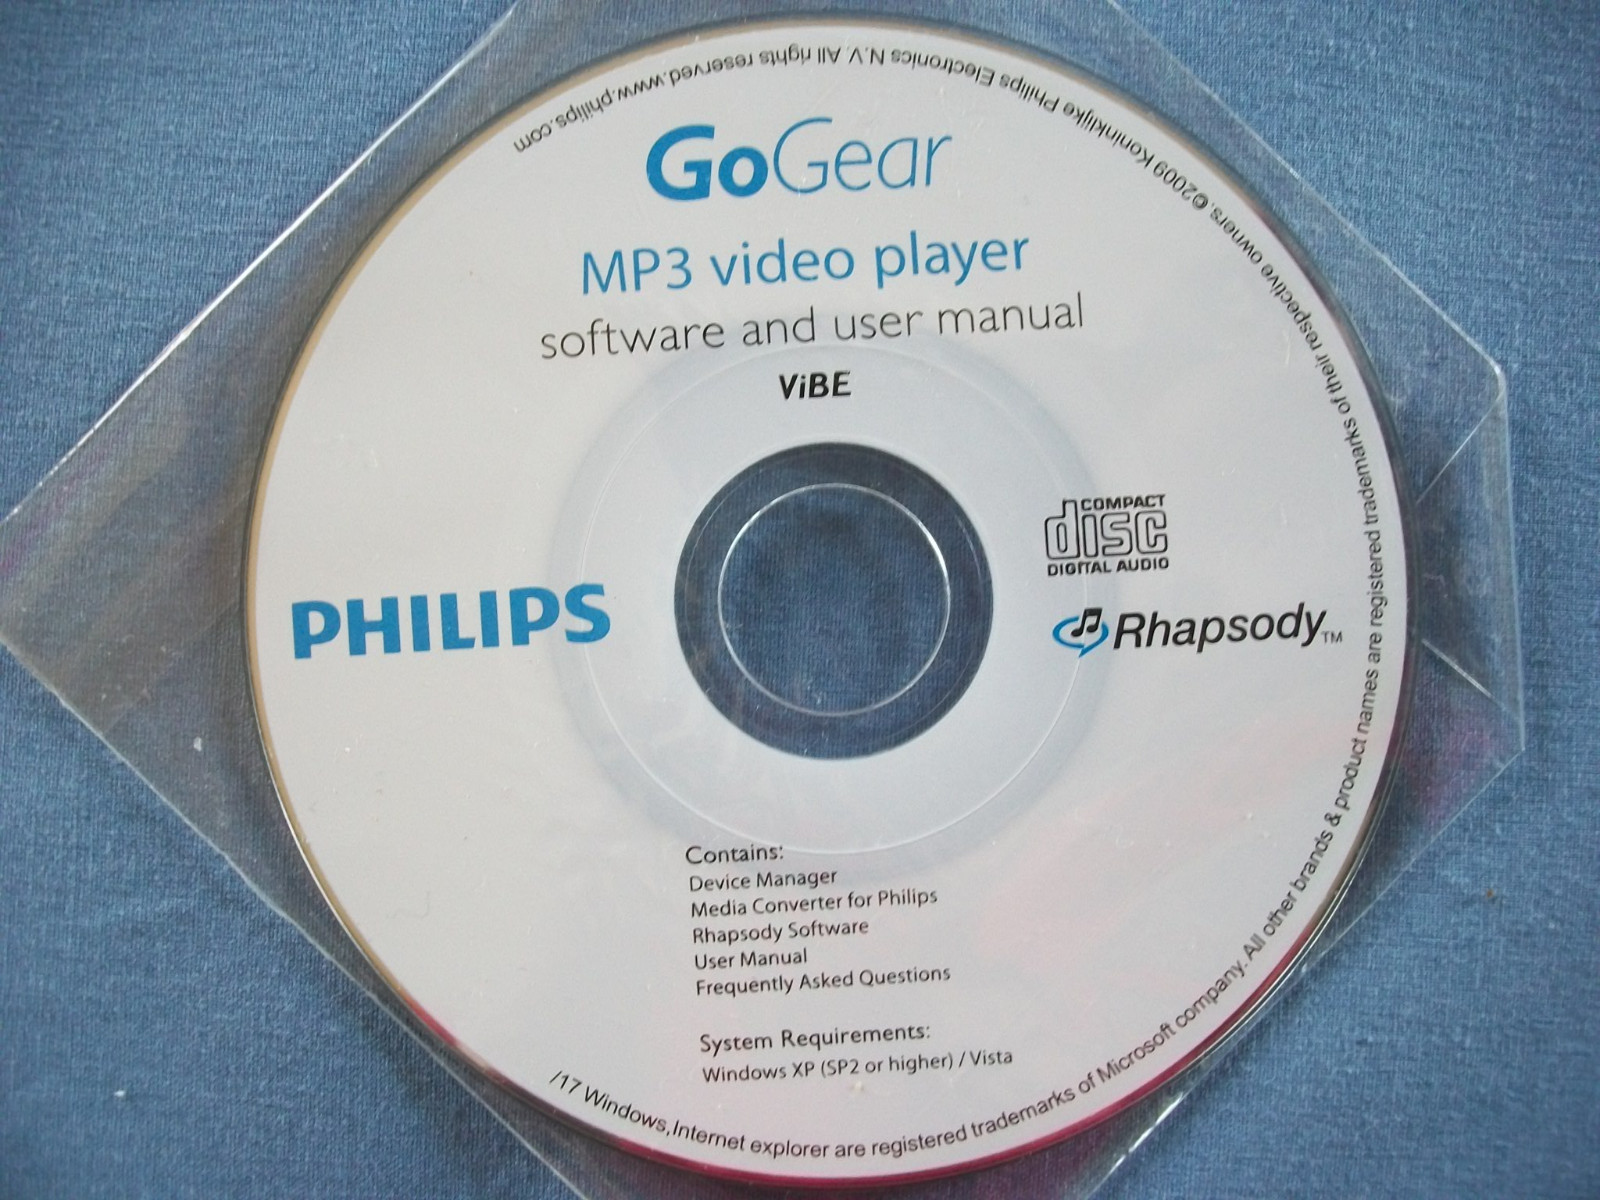 GoGear
MP3 video player
software and user manual
ViBE
COMPACT
disc
DIGITAL AUDIO
PHILIPS
Rhapsody™
Contains:
Device Manager
Media Converter for Philips
Rhapsody Software
User Manual
Frequently Asked Questions
System Requirements:
Windows XP (SP2 or higher) / Vista
/17 Windows,Internet explorer are registered trademarks of Microsoft company. All other brands & product names are registered trademarks of their respective owners.©2009 Koninklijke Philips Electronics N.V. All rights reserved.www.philips.com